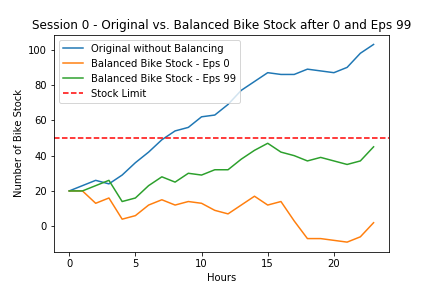 Session 0 - Original vs. Balanced Bike Stock after 0 and Eps 99
Original without Balancing
Balanced Bike Stock - Eps 0
Balanced Bike Stock - Eps 99
Stock Limit
Number of Bike Stock
100
80
60
40
20
0
0 5 10 15 20
Hours